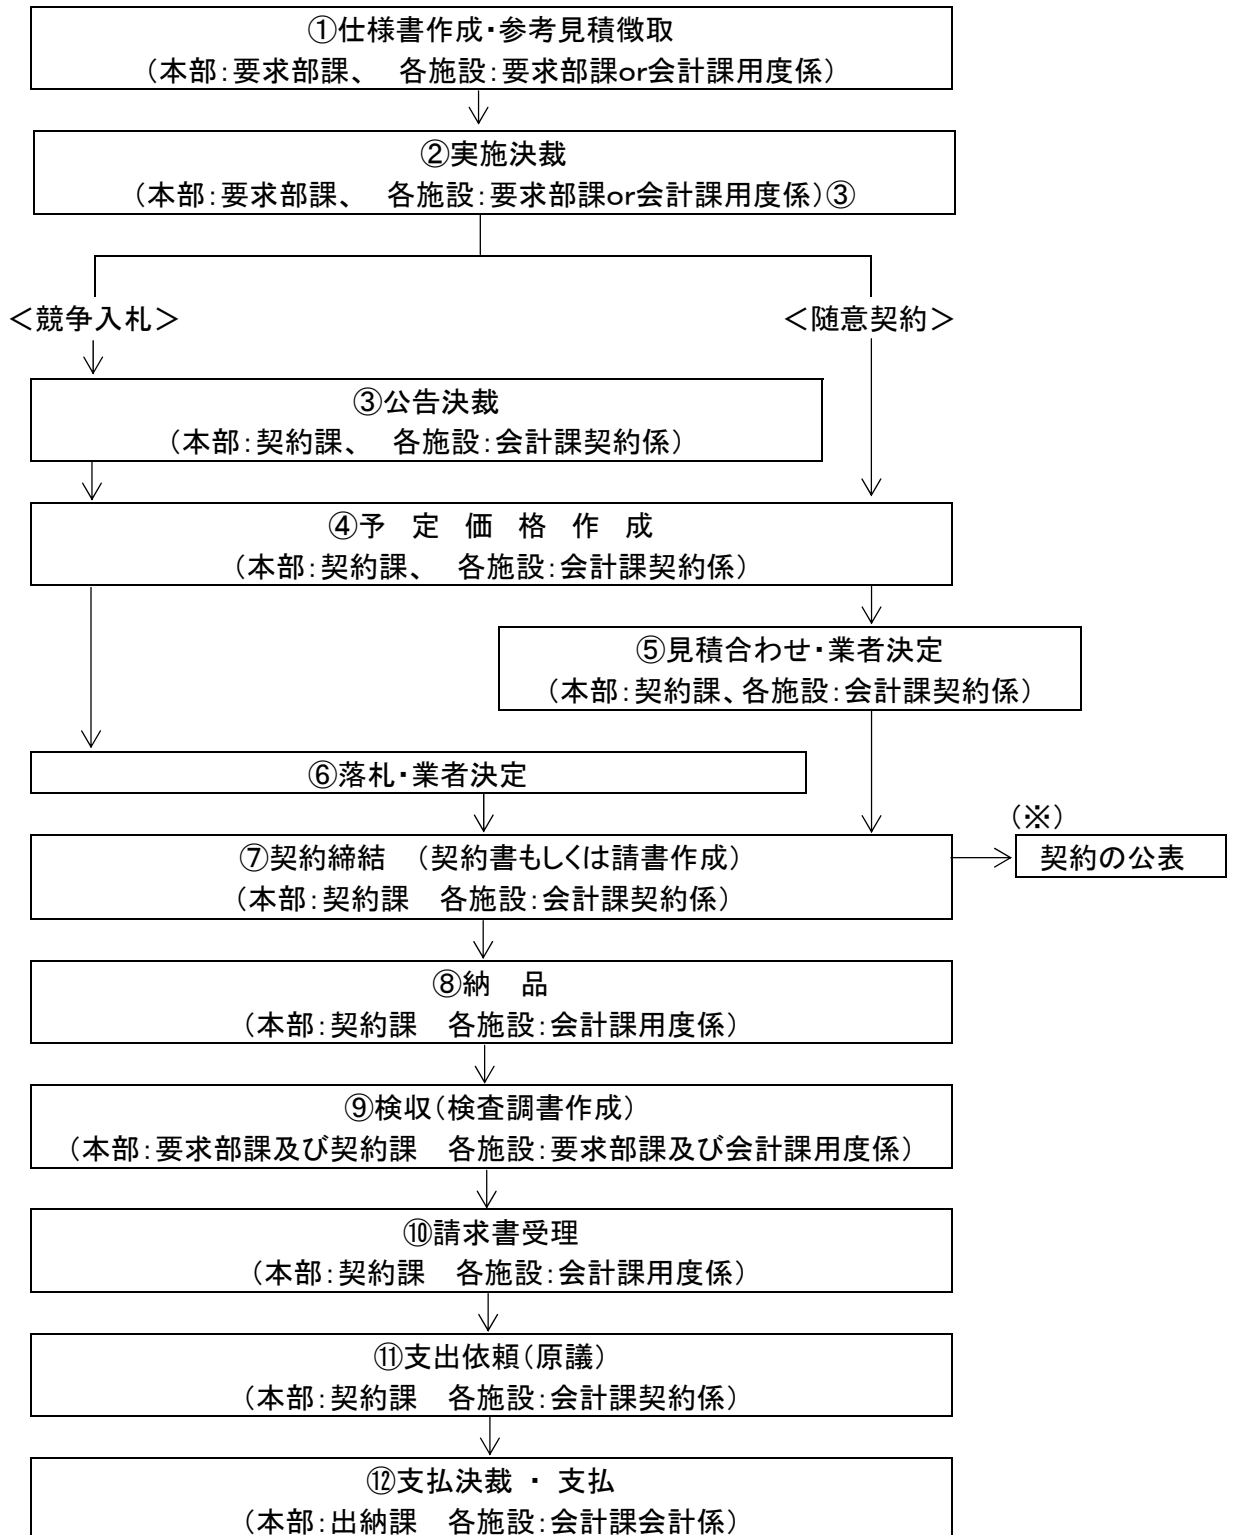 ①仕様書作成・参考見積徴取
（本部：要求部課、　各施設：要求部課or会計課用度係）
②実施決裁
（本部：要求部課、　各施設：要求部課or会計課用度係）③
＜競争入札＞
＜随意契約＞
③公告決裁
（本部：契約課、　各施設：会計課契約係）
④予　定　価　格　作　成
（本部：契約課、　各施設：会計課契約係）
⑤見積合わせ・業者決定
（本部：契約課、各施設：会計課契約係）
⑥落札・業者決定
⑦契約締結　（契約書もしくは請書作成）
（本部：契約課　各施設：会計課契約係）
（※）
契約の公表
⑧納　品
（本部：契約課　各施設：会計課用度係）
⑨検収（検査調書作成）
（本部：要求部課及び契約課　各施設：要求部課及び会計課用度係）
⑩請求書受理
（本部：契約課　各施設：会計課用度係）
⑪支出依頼（原議）
（本部：契約課　各施設：会計課契約係）
⑫支払決裁 ・ 支払
（本部：出納課　各施設：会計課会計係）